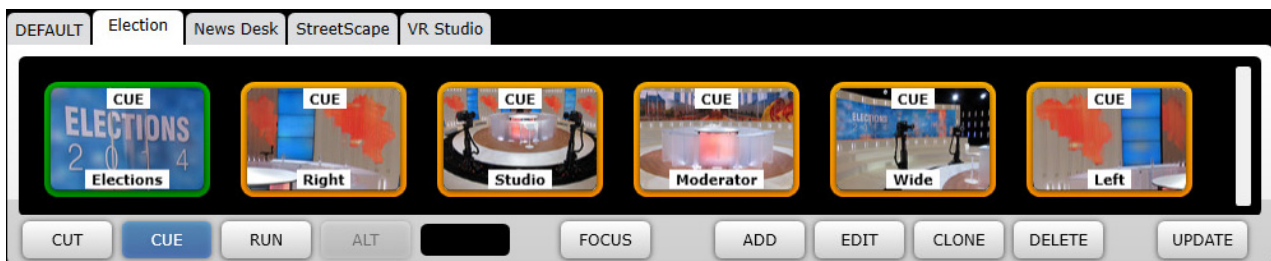 DEFAULT
Election
News Desk
StreetScape
VR Studio
CUE
CUE
CUE
CUE
CUE
CUE
ELECTIONS
2014
ELECTIONS
Elections
Right
Studio
Moderator
Wide
Left
CUT
CUE
RUN
ALT
FOCUS
ADD
EDIT
CLONE
DELETE
UPDATE